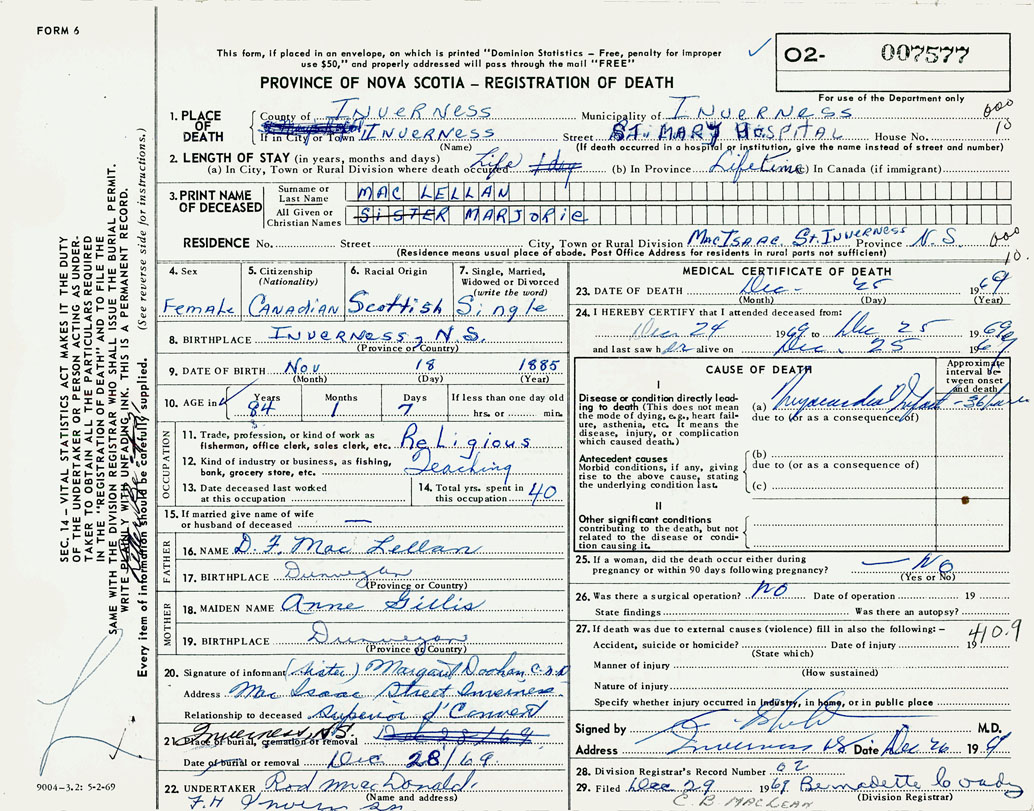 FORM 6
This form, if placed in an envelope, on which is printed "Dominion Statistics – Free, penalty for improper
use $50," and properly addressed will pass through the mail "FREE"
PROVINCE OF NOVA SCOTIA – REGISTRATION OF DEATH
O2- 007577
For use of the Department only
1. PLACE OF DEATH
County of INVERNESS Municipality of INVERNESS
If in City or Town INVERNESS Street ST. MARY HOSPITAL House No.
(Name) (If death occurred in a hospital or institution, give the name instead of street and number)
000
10
2. LENGTH OF STAY (in years, months and days)
(a) In City, Town or Rural Division where death occurred Life 1 day (b) In Province Lifetime (c) In Canada (if immigrant)
3. PRINT NAME OF DECEASED
Surname or Last Name MAC LELLAN
All Given or Christian Names SISTER MARJORIE
RESIDENCE No. Street City, Town or Rural Division MacISAAC St. INVERNESS Province N.S.
(Residence means usual place of abode. Post Office Address for residents in rural parts not sufficient)
000
10.
4. Sex Female
5. Citizenship (Nationality) CANADIAN
6. Racial Origin Scottish
7. Single, Married, Widowed or Divorced (write the word) Single
8. BIRTHPLACE INVERNESS, N.S.
(Province or Country)
9. DATE OF BIRTH Nov 18 1885
(Month) (Day) (Year)
10. AGE in Years 84 Months 1 Days 7 If less than one day old hrs. or min.
OCCUPATION
11. Trade, profession, or kind of work as fisherman, office clerk, sales clerk, etc. Religious
12. Kind of industry or business, as fishing, bank, grocery store, etc. Teaching
13. Date deceased last worked at this occupation
14. Total yrs. spent in this occupation 40
15. If married give name of wife or husband of deceased —
FATHER
16. NAME D. F. Mac Lellan
17. BIRTHPLACE Dunvegan
(Province or Country)
MOTHER
18. MAIDEN NAME Anne Gillis
19. BIRTHPLACE Dunvegan
(Province or Country)
20. Signature of informant (Sister) Margaret
Address Mac Isaac Street Inverness
Relationship to deceased Superior of Convent
21. Place of burial, cremation or removal Inverness, N.S. Dec 28/69
Date of burial or removal Dec 28/69
22. UNDERTAKER Rod MacDonald
(Name and address)
F.H
MEDICAL CERTIFICATE OF DEATH
23. DATE OF DEATH Dec - 25 1969
(Month) (Day) (Year)
24. I HEREBY CERTIFY that I attended deceased from:
Dec 24 1969 to Dec 25 1969
and last saw her alive on Dec. 25 1969
CAUSE OF DEATH
Approximate interval between onset and death
I
Disease or condition directly leading to death (This does not mean the mode of dying, e.g., heart failure, asthenia, etc. It means the disease, injury, or complication which caused death.)
(a) Myocardial Infarct - 36
due to (or as a consequence of)
Antecedent causes
Morbid conditions, if any, giving rise to the above cause, stating the underlying condition last.
(b)
due to (or as a consequence of)
(c)
II
Other significant conditions contributing to the death, but not related to the disease or condition causing it.
25. If a woman, did the death occur either during pregnancy or within 90 days following pregnancy? — NO
(Yes or No)
26. Was there a surgical operation? NO Date of operation 19
State findings Was there an autopsy?
27. If death was due to external causes (violence) fill in also the following:–
410.9
Accident, suicide or homicide? Date of injury 19
(State which)
Manner of injury
(How sustained)
Nature of injury
Specify whether injury occurred in industry, in home, or in public place
Signed by M.D.
Address Inverness NS Date Dec 26 1969
28. Division Registrar's Record Number 62
29. Filed Dec 29 1969 Bernadette
(Division Registrar)
C B MACLEAN
SEC. 14 – VITAL STATISTICS ACT MAKES IT THE DUTY
OF THE UNDERTAKER OR PERSON ACTING AS UNDER-
TAKER TO OBTAIN ALL THE PARTICULARS REQUIRED
IN THE "REGISTRATION OF DEATH" AND TO FILE THE
SAME WITH THE DIVISION REGISTRAR WHO SHALL ISSUE THE BURIAL PERMIT.
WRITE PLAINLY WITH UNFADING INK. THIS IS A PERMANENT RECORD.
Every item of information should be carefully supplied. (See reverse side for instructions.)
9004-3.2: 5-2-69